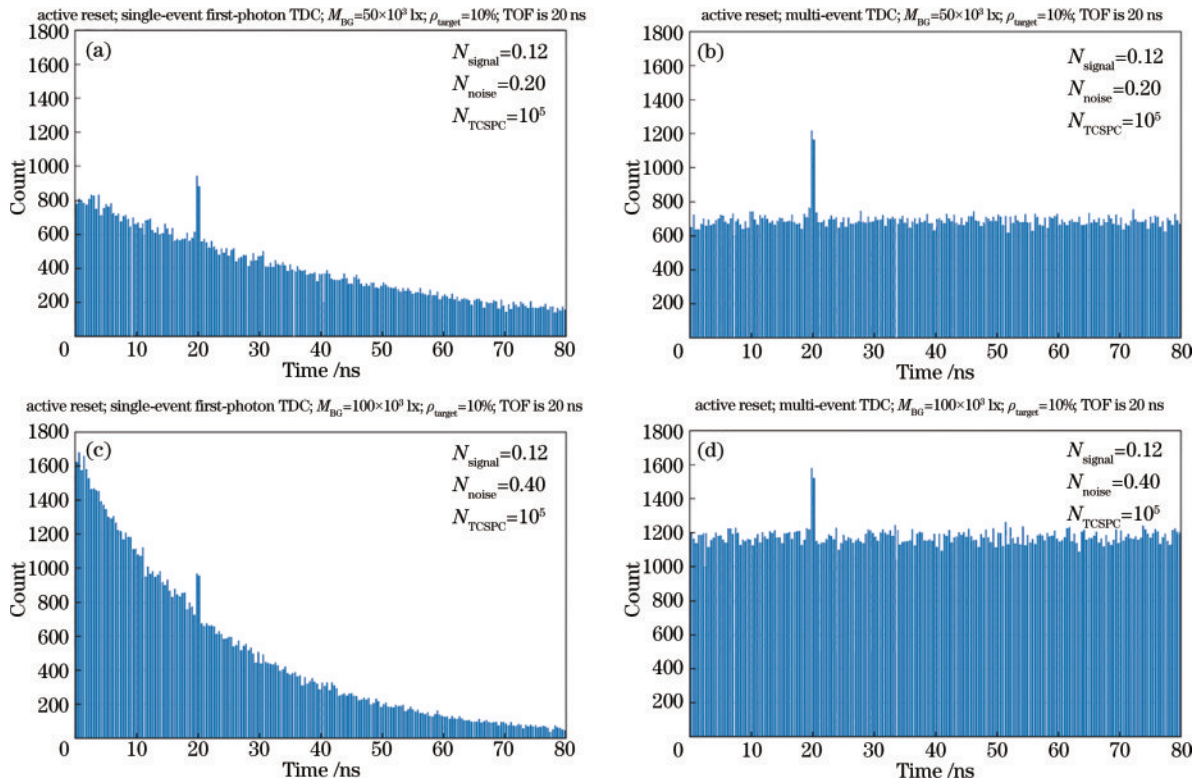 active reset; single-event first-photon TDC; M_BG=50×10³ lx; ρ_target=10%; TOF is 20 ns
(a)
N_signal=0.12
N_noise=0.20
N_TCSPC=10⁵
1800
1600
1400
1200
1000
800
600
400
200
Count
0 10 20 30 40 50 60 70 80
Time /ns
active reset; multi-event TDC; M_BG=50×10³ lx; ρ_target=10%; TOF is 20 ns
(b)
N_signal=0.12
N_noise=0.20
N_TCSPC=10⁵
1800
1600
1400
1200
1000
800
600
400
200
Count
0 10 20 30 40 50 60 70 80
Time /ns
active reset; single-event first-photon TDC; M_BG=100×10³ lx; ρ_target=10%; TOF is 20 ns
(c)
N_signal=0.12
N_noise=0.40
N_TCSPC=10⁵
1800
1600
1400
1200
1000
800
600
400
200
Count
0 10 20 30 40 50 60 70 80
Time /ns
active reset; multi-event TDC; M_BG=100×10³ lx; ρ_target=10%; TOF is 20 ns
(d)
N_signal=0.12
N_noise=0.40
N_TCSPC=10⁵
1800
1600
1400
1200
1000
800
600
400
200
Count
0 10 20 30 40 50 60 70 80
Time /ns